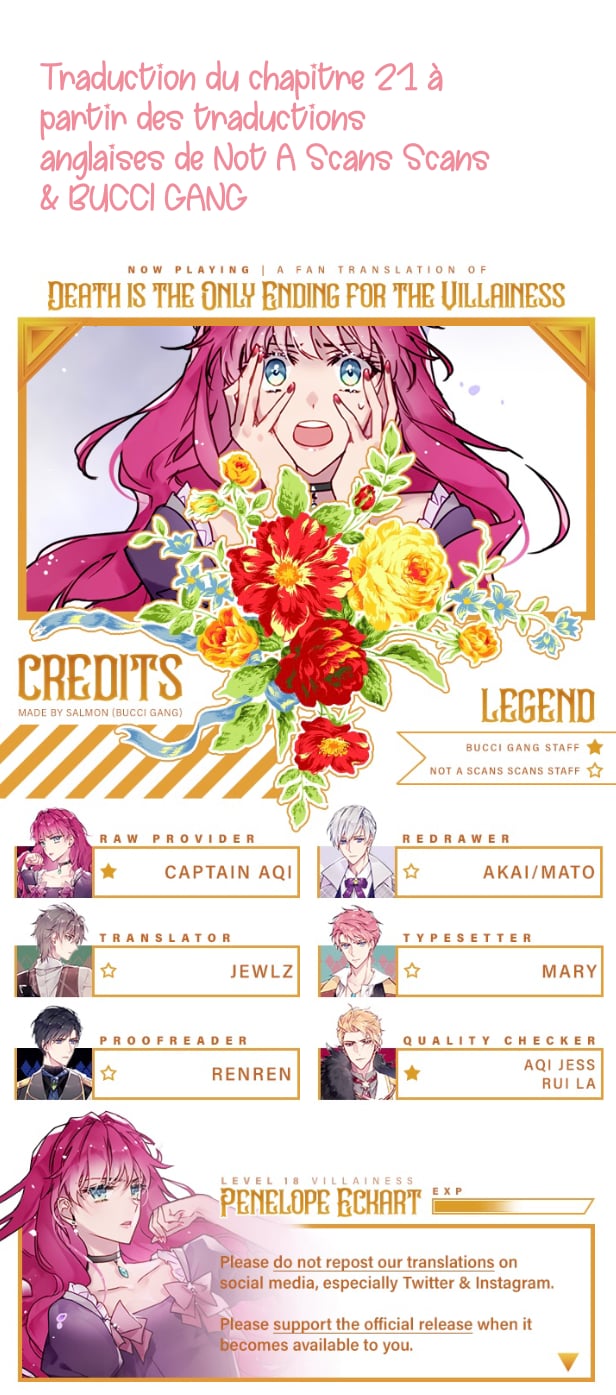 Traduction du chapitre 21 à
partir des traductions
anglaises de Not A Scans Scans
& BUCCI GANG
NOW PLAYING | A FAN TRANSLATION OF
DEATH IS THE ONLY ENDING FOR THE VILLAINESS
CREDITS
MADE BY SALMON (BUCCI GANG)
LEGEND
BUCCI GANG STAFF ★
NOT A SCANS SCANS STAFF ☆
RAW PROVIDER
★ CAPTAIN AQI
REDRAWER
☆ AKAI/MATO
TRANSLATOR
☆ JEWLZ
TYPESETTER
☆ MARY
PROOFREADER
☆ RENREN
QUALITY CHECKER
★ AQI JESS
RUI LA
LEVEL 18 VILLAINESS
PENELOPE ECKART
EXP
Please do not repost our translations on
social media, especially Twitter & Instagram.
Please support the official release when it
becomes available to you.